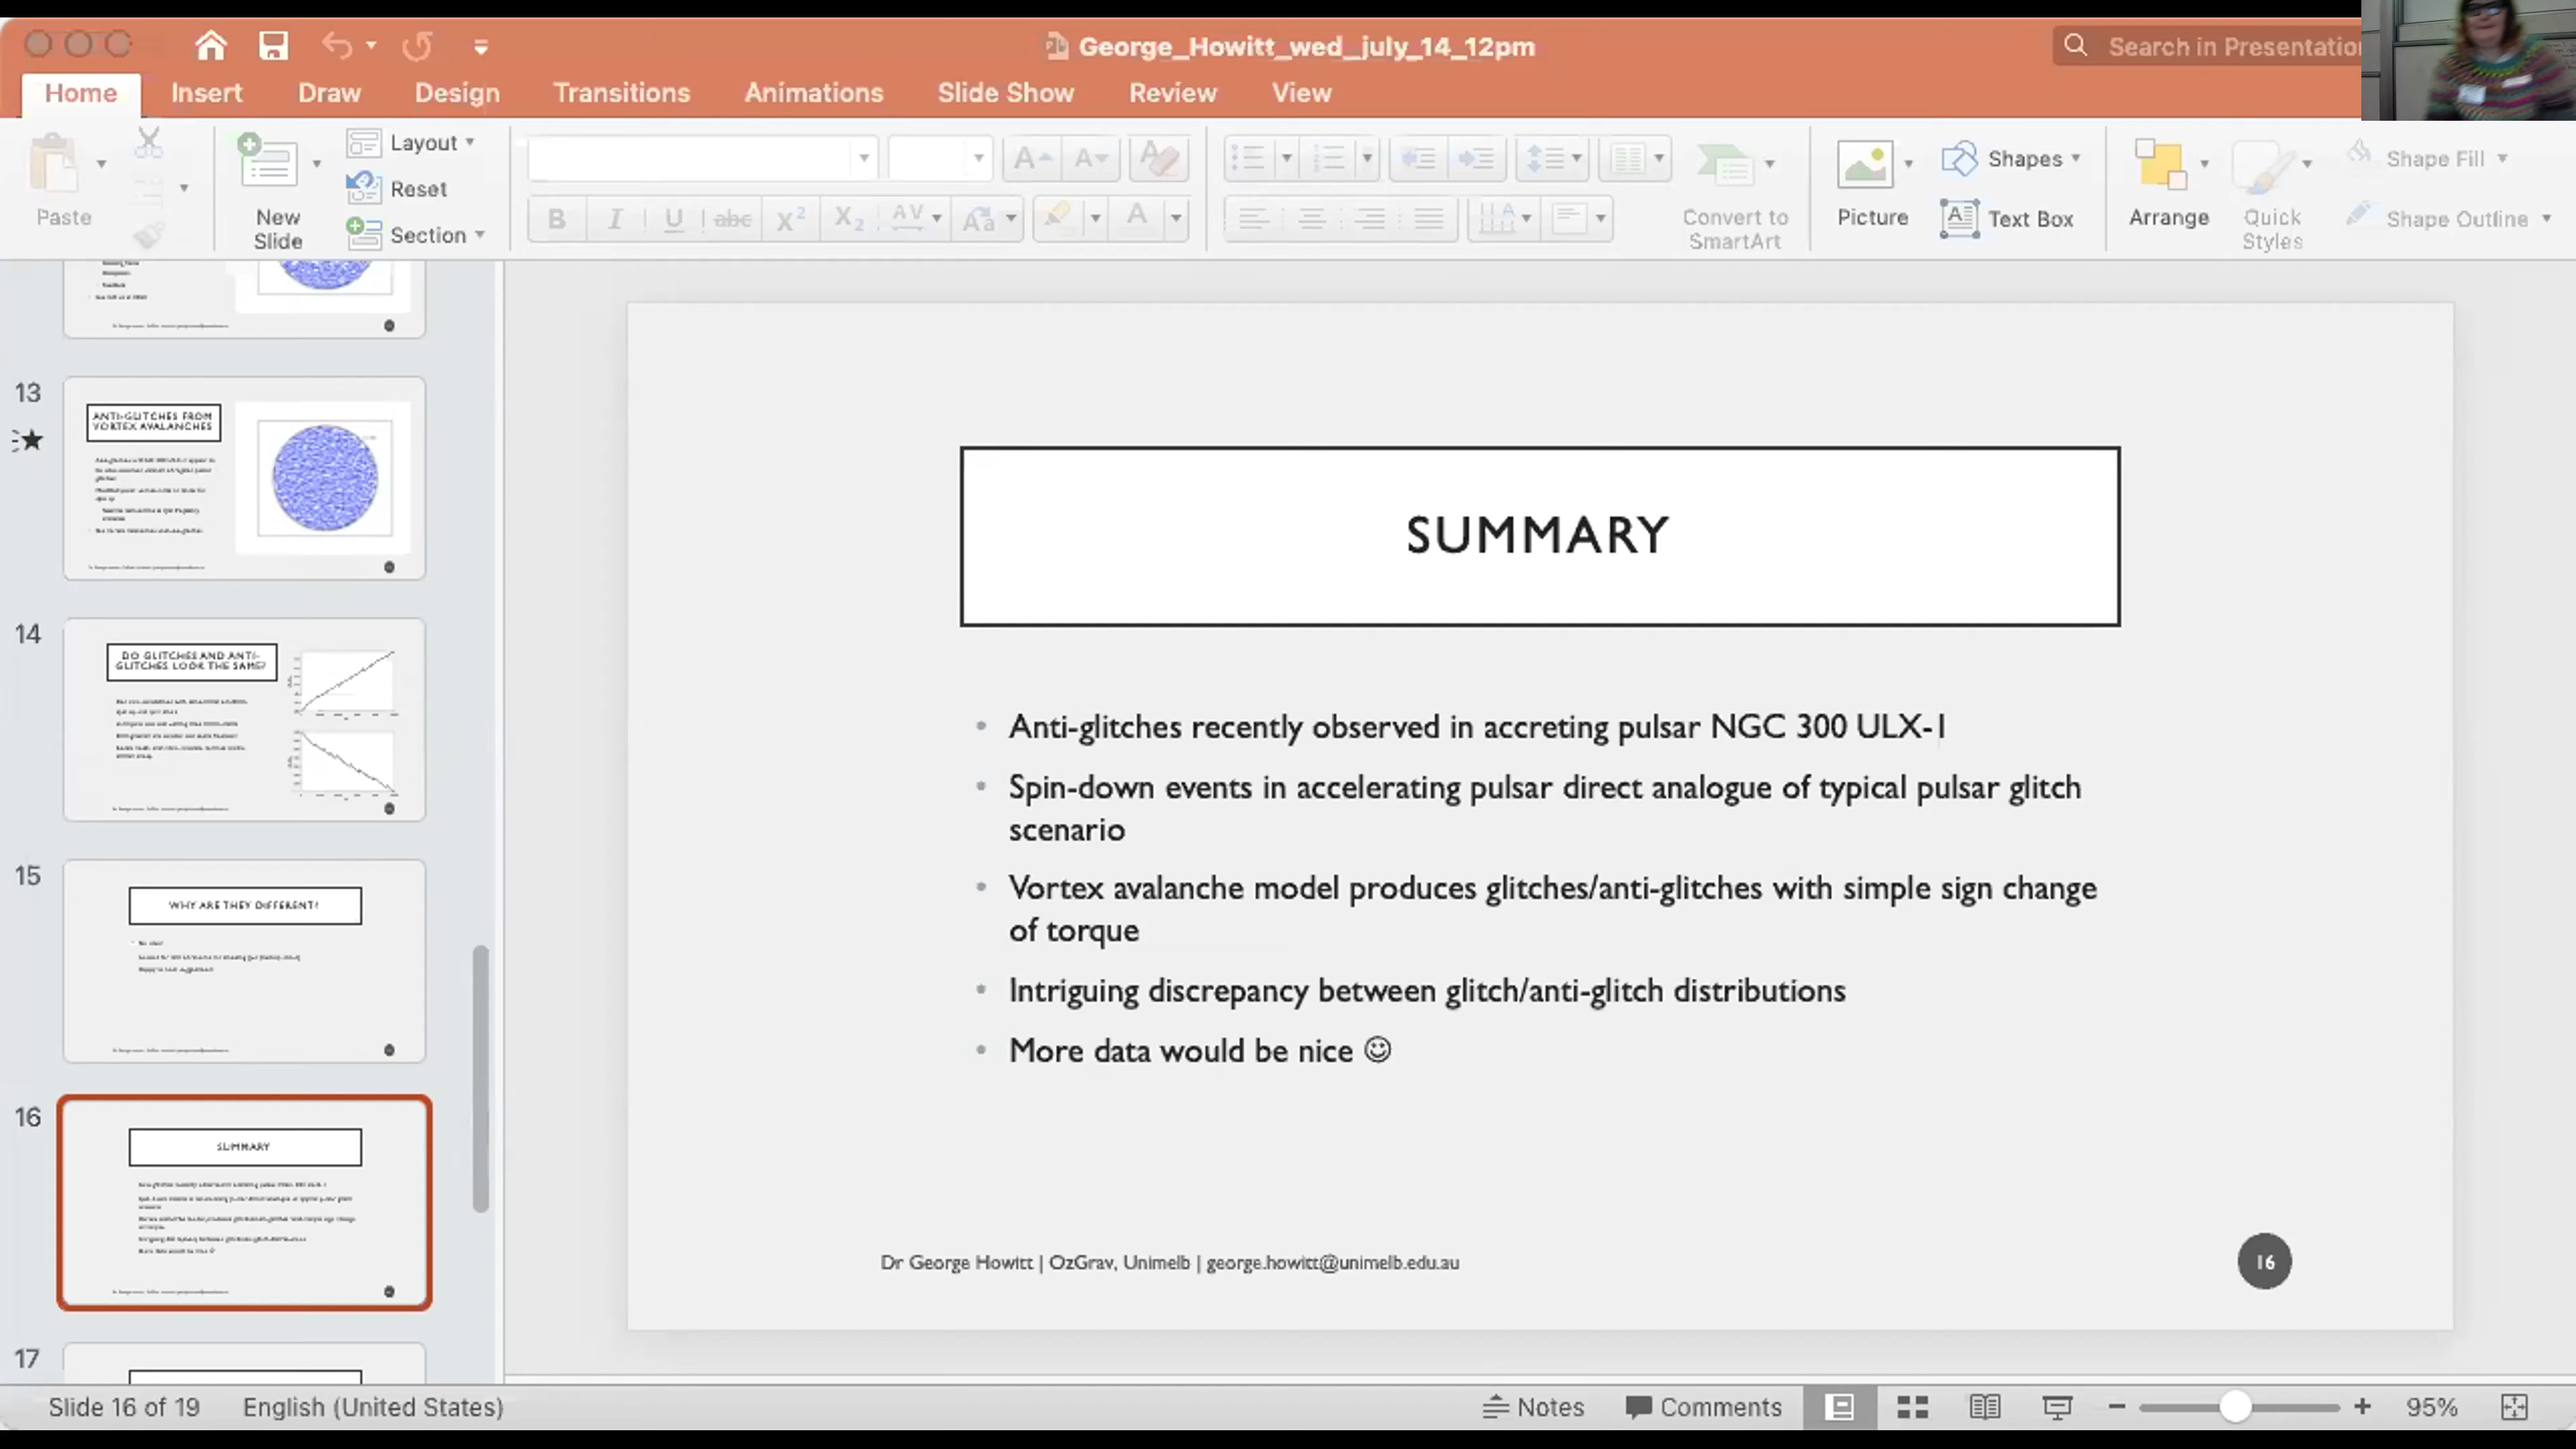 George_Howitt_wed_july_14_12pm
Search in Presentatio
Home Insert Draw Design Transitions Animations Slide Show Review View
Paste
New Slide
Layout
Reset
Section
Convert to SmartArt
Picture
Shapes
Text Box
Arrange
Quick Styles
Shape Fill
Shape Outline
13
ANTI-GLITCHES FROM
VORTEX AVALANCHES
14
DO GLITCHES AND ANTI-
GLITCHES LOOK THE SAME?
15
WHY ARE THEY DIFFERENT?
16
SUMMARY
17
SUMMARY
• Anti-glitches recently observed in accreting pulsar NGC 300 ULX-1
• Spin-down events in accelerating pulsar direct analogue of typical pulsar glitch
scenario
• Vortex avalanche model produces glitches/anti-glitches with simple sign change
of torque
• Intriguing discrepancy between glitch/anti-glitch distributions
• More data would be nice ☺
Dr George Howitt | OzGrav, Unimelb | george.howitt@unimelb.edu.au
16
Slide 16 of 19 English (United States) Notes Comments 95%